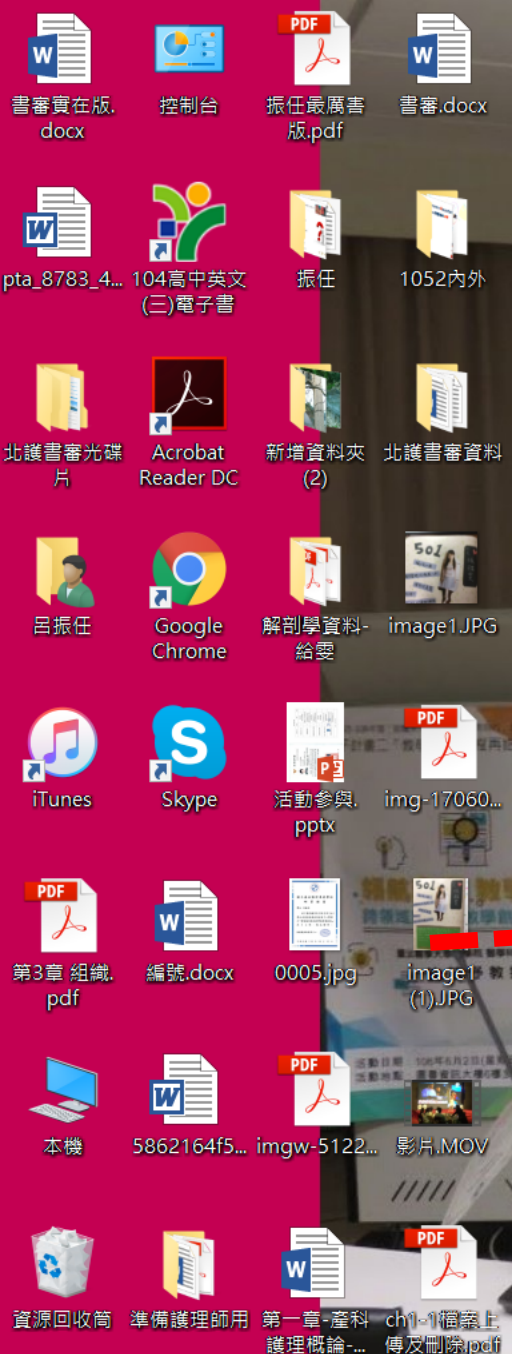 書審實在版.
docx
控制台
振任最厲害
版.pdf
書審.docx
pta_8783_4...
104高中英文
(三)電子書
振任
1052內外
北護書審光碟
片
Acrobat
Reader DC
新增資料夾
(2)
北護書審資料
呂振任
Google
Chrome
解剖學資料-
給雯
501
image1.JPG
iTunes
Skype
活動參與.
pptx
PDF
img-17060...
第3章 組織.
pdf
編號.docx
0005.jpg
501
image1
(1).JPG
本機
5862164f5...
imgw-5122...
影片.MOV
資源回收筒
準備護理師用
第一章-產科
護理概論-...
ch1-1檔案上
傳及刪除.pdf